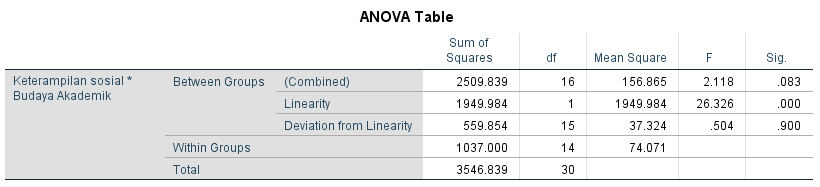 ANOVA Table
Sum of
Squares df Mean Square F Sig.
Keterampilan sosial * Between Groups (Combined) 2509.839 16 156.865 2.118 .083
Budaya Akademik
Linearity 1949.984 1 1949.984 26.326 .000
Deviation from Linearity 559.854 15 37.324 .504 .900
Within Groups 1037.000 14 74.071
Total 3546.839 30